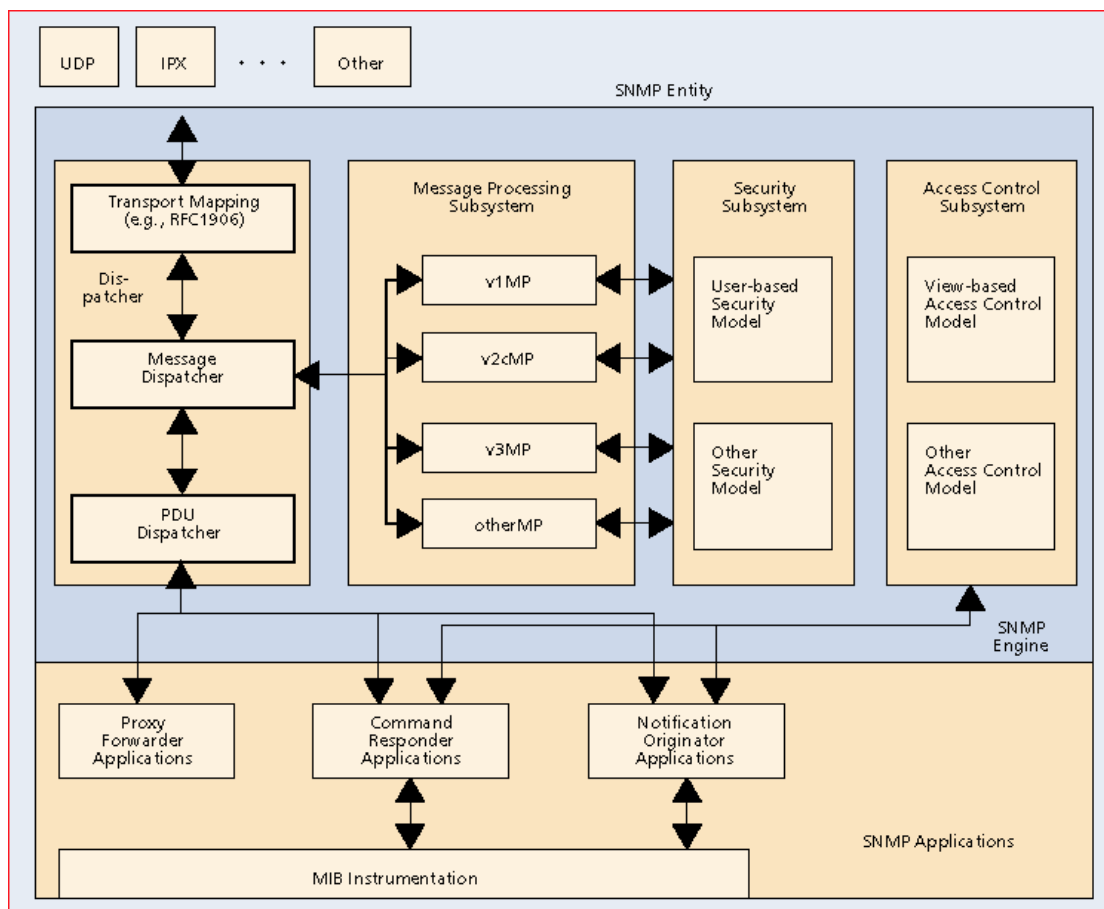 UDP
IPX
. . .
Other
SNMP Entity
Transport Mapping
(e.g., RFC1906)
Dis-
patcher
Message
Dispatcher
PDU
Dispatcher
Message Processing
Subsystem
v1MP
v2cMP
v3MP
otherMP
Security
Subsystem
User-based
Security
Model
Other
Security
Model
Access Control
Subsystem
View-based
Access Control
Model
Other
Access Control
Model
SNMP
Engine
Proxy
Forwarder
Applications
Command
Responder
Applications
Notification
Originator
Applications
SNMP Applications
MIB Instrumentation